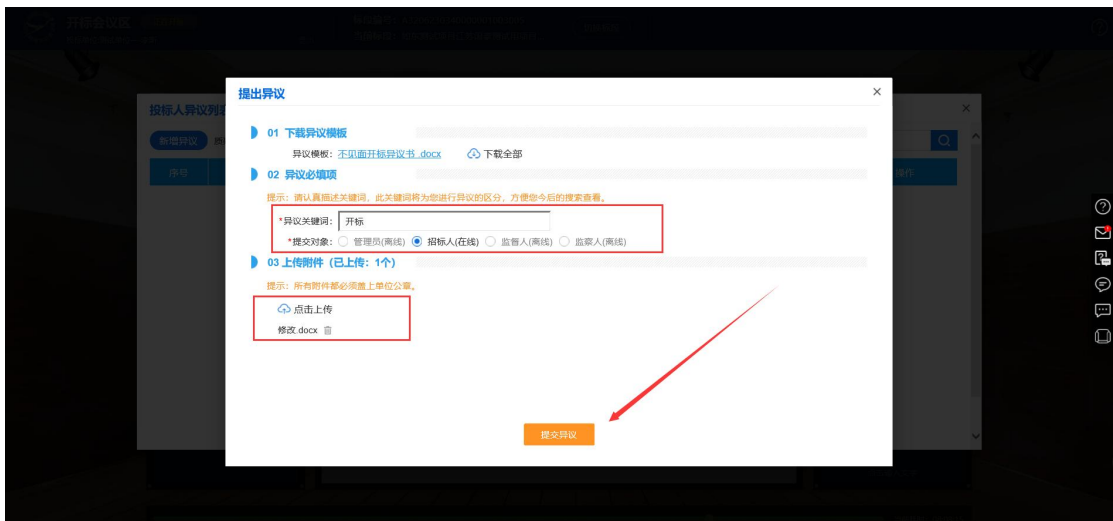 开标会议区
提出异议
投标人异议列表
01 下载异议模板
新增异议
异议模板: 不见面开标异议书.docx 下载全部
序号
操作
02 异议必填项
提示: 请认真描述关键词, 此关键词将为您进行异议的区分, 方便您今后的搜索查看。
*异议关键词: 开标
*提交对象: 管理员(离线) 招标人(在线) 监督人(离线) 监察人(离线)
03 上传附件 (已上传: 1个)
提示: 所有附件都必须盖上单位公章。
点击上传
修改.docx
提交异议